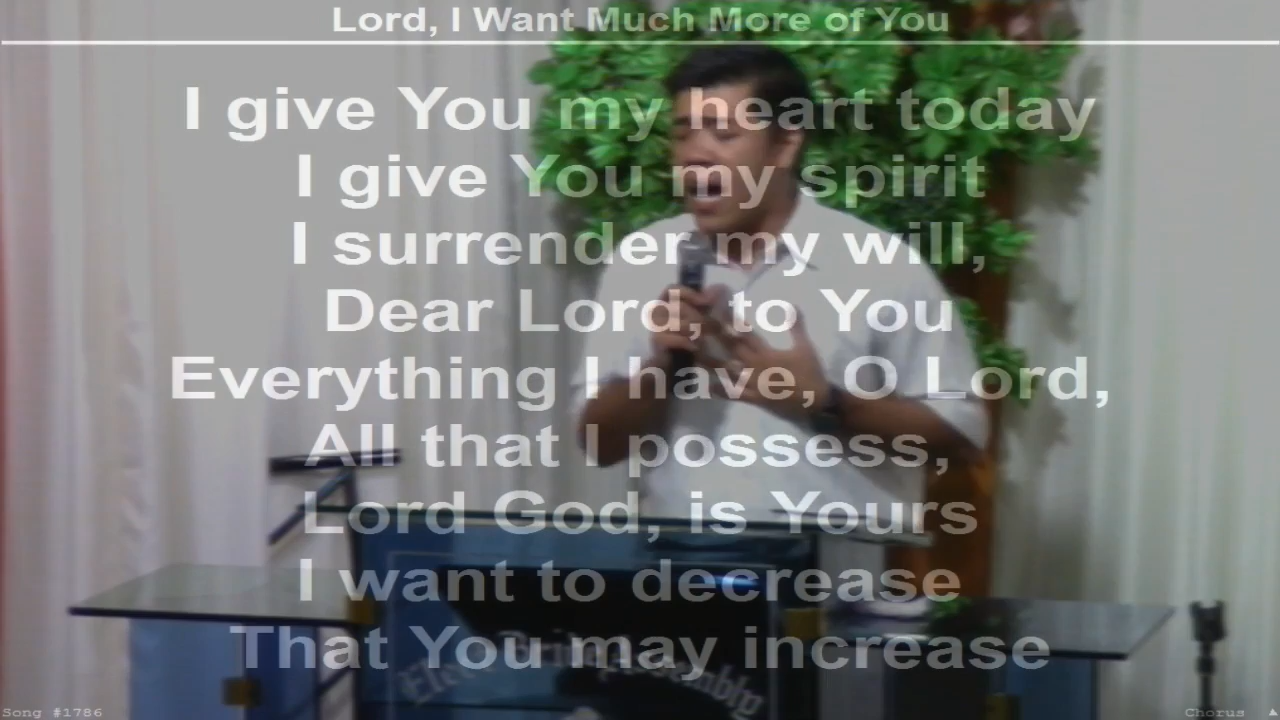 Lord, I Want Much More of You
I give You my heart today
I give You my spirit
I surrender my will,
Dear Lord, to You
Everything I have, O Lord,
All that I possess,
Lord God, is Yours
I want to decrease
That You may increase
Bride Assembly
Song #1786
Chorus ▲